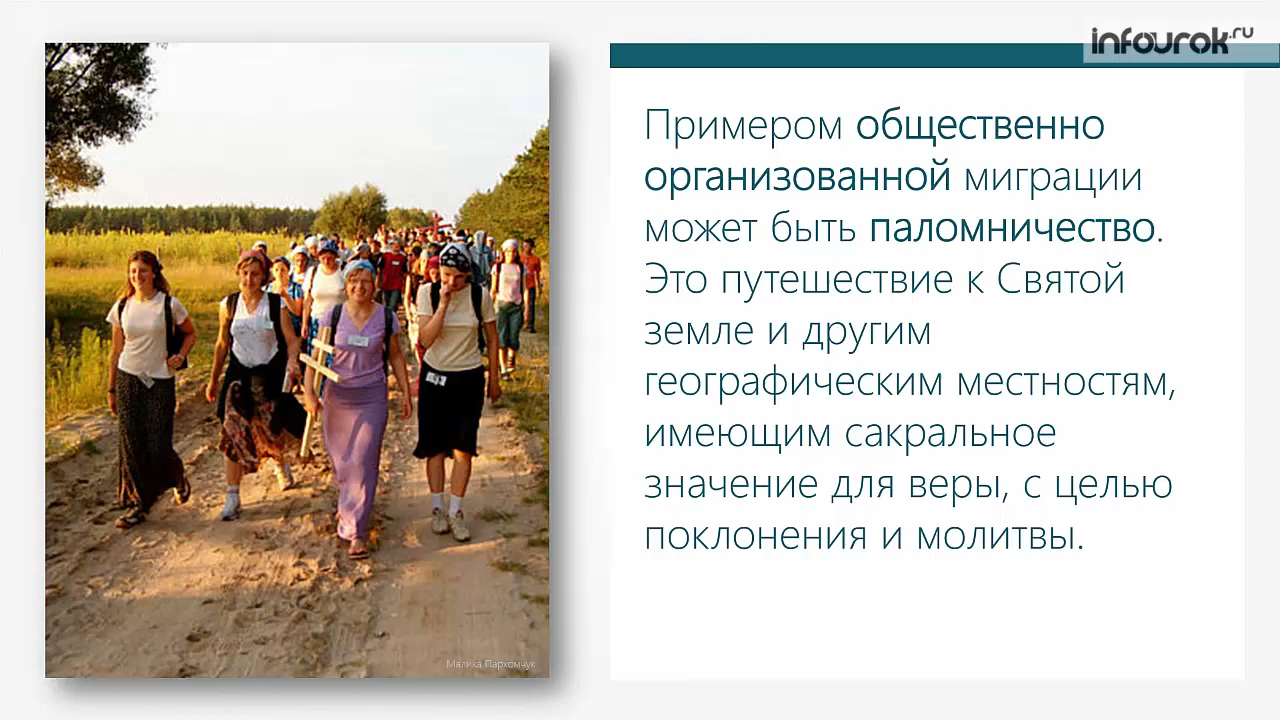 infourok.ru
Примером общественно
организованной миграции
может быть паломничество.
Это путешествие к Святой
земле и другим
географическим местностям,
имеющим сакральное
значение для веры, с целью
поклонения и молитвы.
Малика Пархомчук